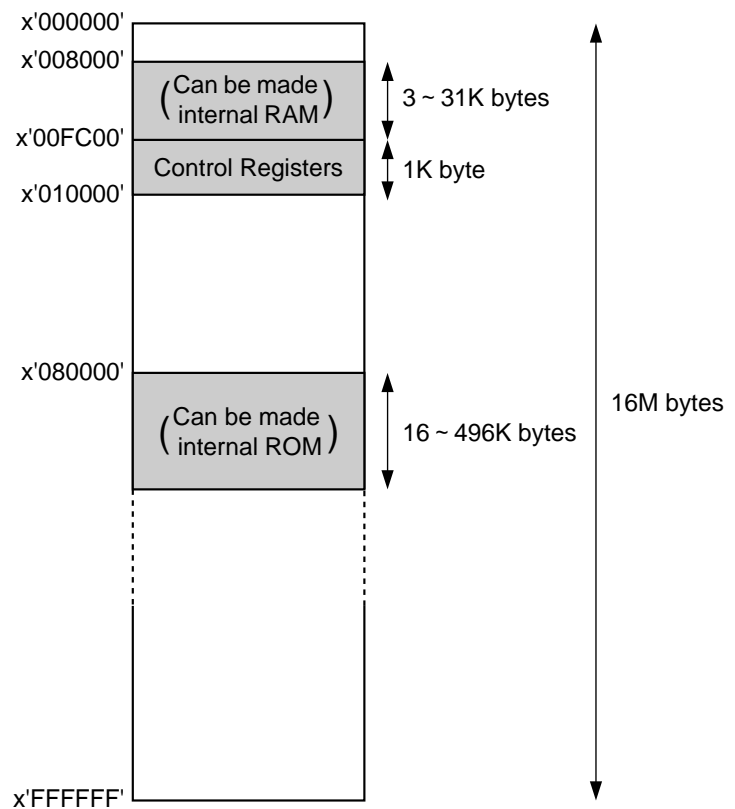 x'000000'
x'008000'
(Can be made
internal RAM)
3 ~ 31K bytes
x'00FC00'
Control Registers
1K byte
x'010000'
x'080000'
(Can be made
internal ROM)
16 ~ 496K bytes
16M bytes
x'FFFFFF'